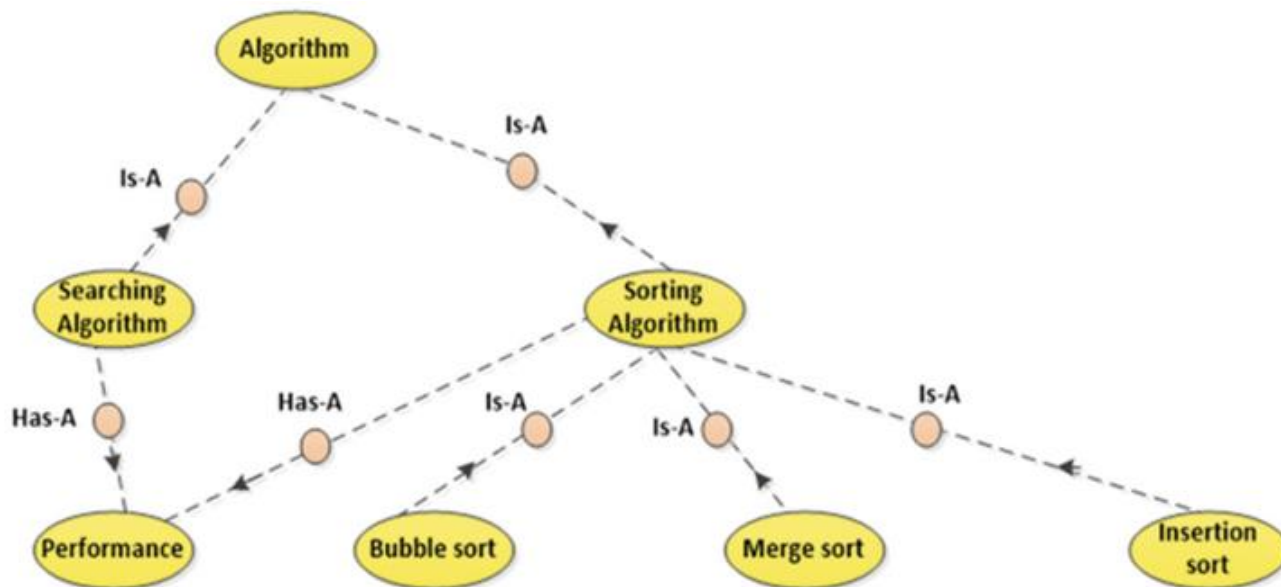 Algorithm
Is-A
Is-A
Searching
Algorithm
Sorting
Algorithm
Has-A
Has-A
Is-A
Is-A
Is-A
Performance
Bubble sort
Merge sort
Insertion
sort